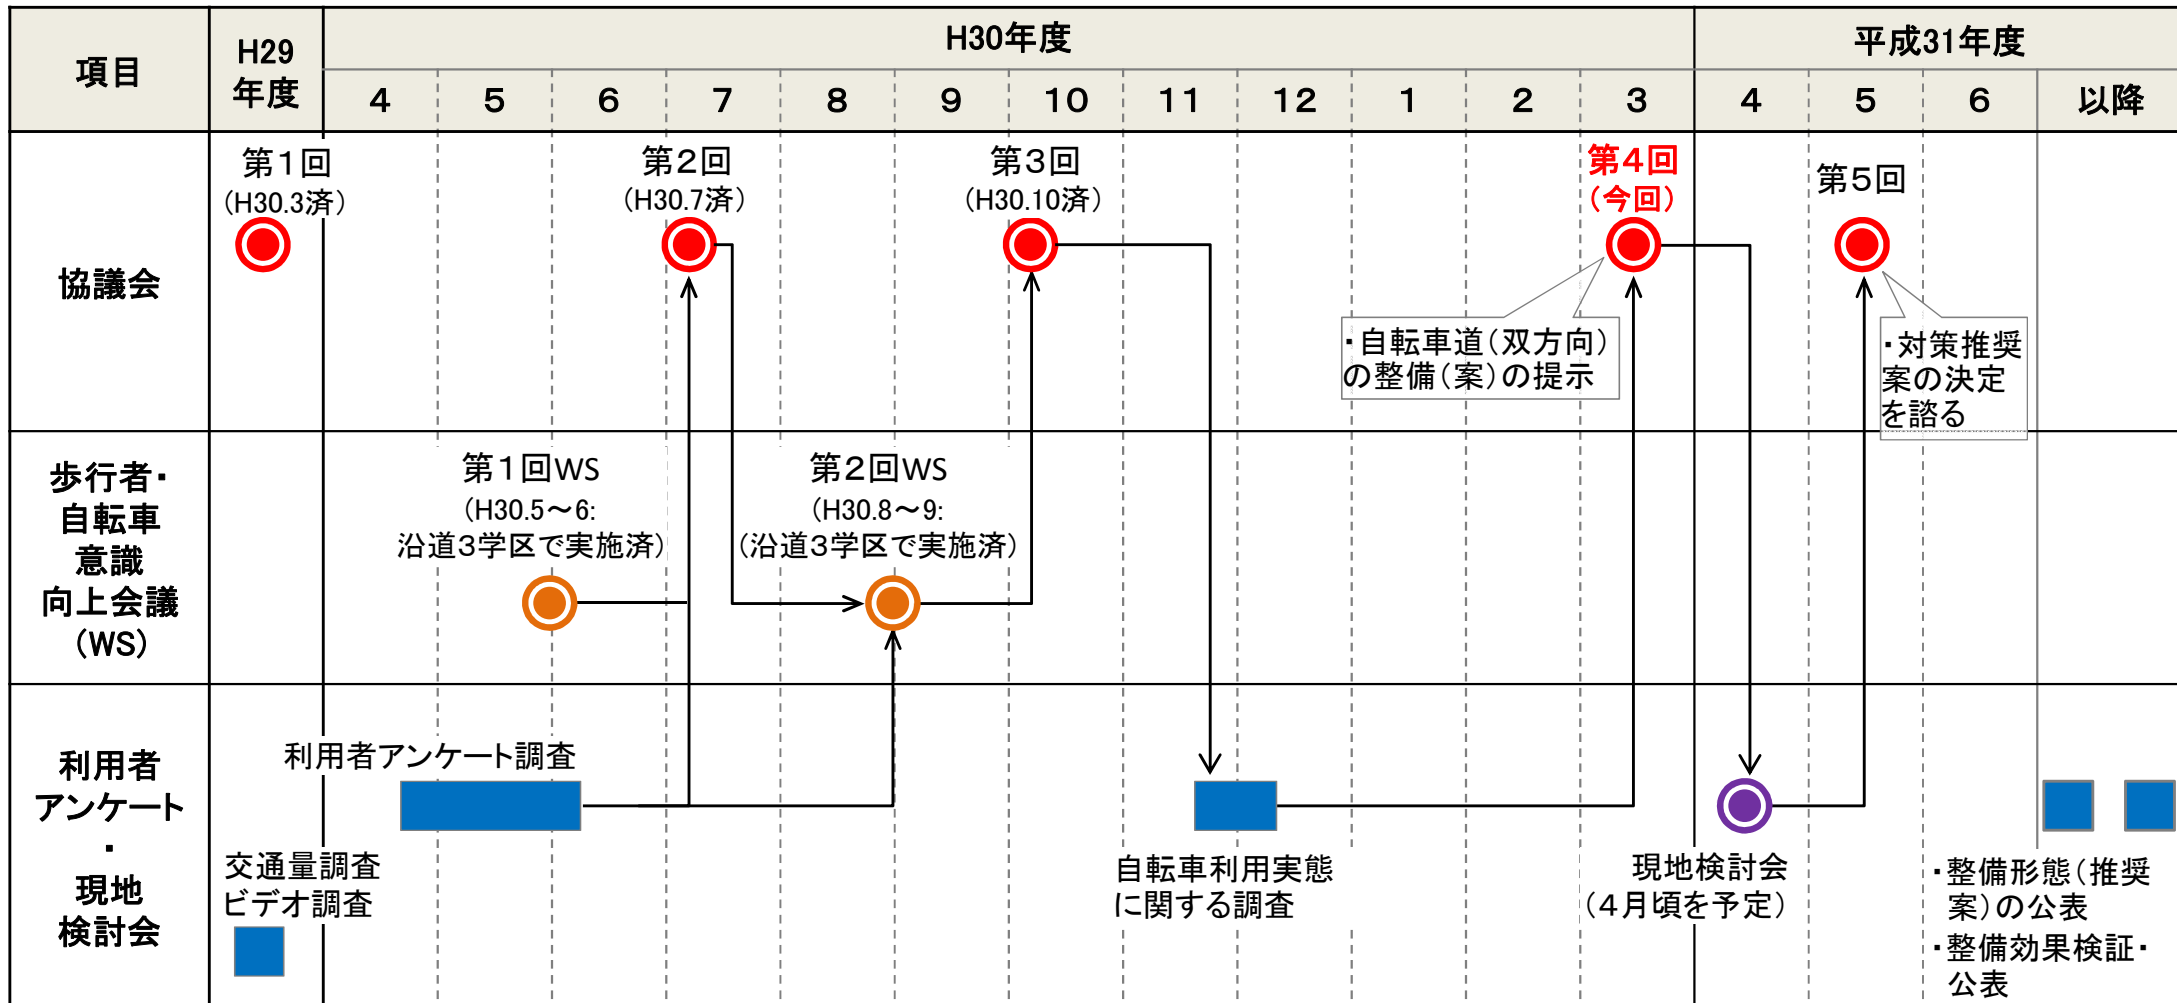 項目
H29
年度
H30年度
平成31年度
4 5 6 7 8 9 10 11 12 1 2 3 4 5 6 以降
協議会
第1回
(H30.3済)
第2回
(H30.7済)
第3回
(H30.10済)
第4回
(今回)
第5回
・自転車道(双方向)
の整備(案)の提示
・対策推奨
案の決定
を諮る
歩行者・
自転車
意識
向上会議
(WS)
第1回WS
(H30.5～6:
沿道3学区で実施済)
第2回WS
(H30.8～9:
(沿道3学区で実施済)
利用者
アンケート
・
現地
検討会
利用者アンケート調査
交通量調査
ビデオ調査
自転車利用実態
に関する調査
現地検討会
(4月頃を予定)
・整備形態(推奨
案)の公表
・整備効果検証・
公表